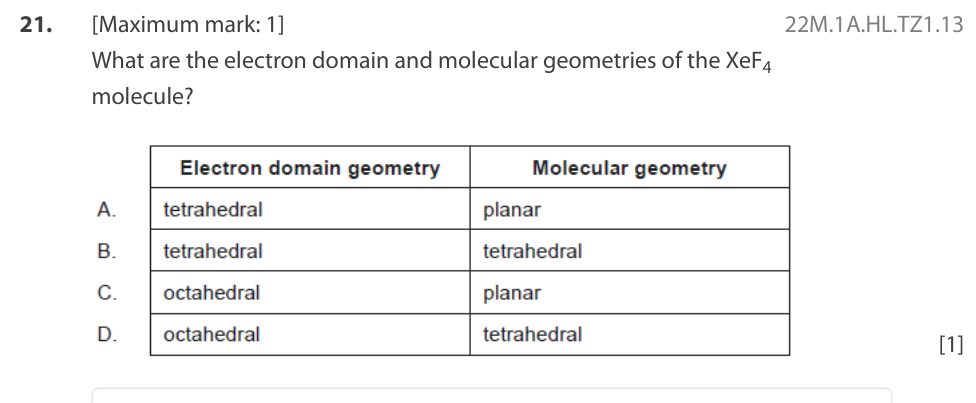 21. [Maximum mark: 1] 22M.1A.HL.TZ1.13
What are the electron domain and molecular geometries of the XeF₄
molecule?
Electron domain geometry Molecular geometry
A. tetrahedral planar
B. tetrahedral tetrahedral
C. octahedral planar
D. octahedral tetrahedral
[1]